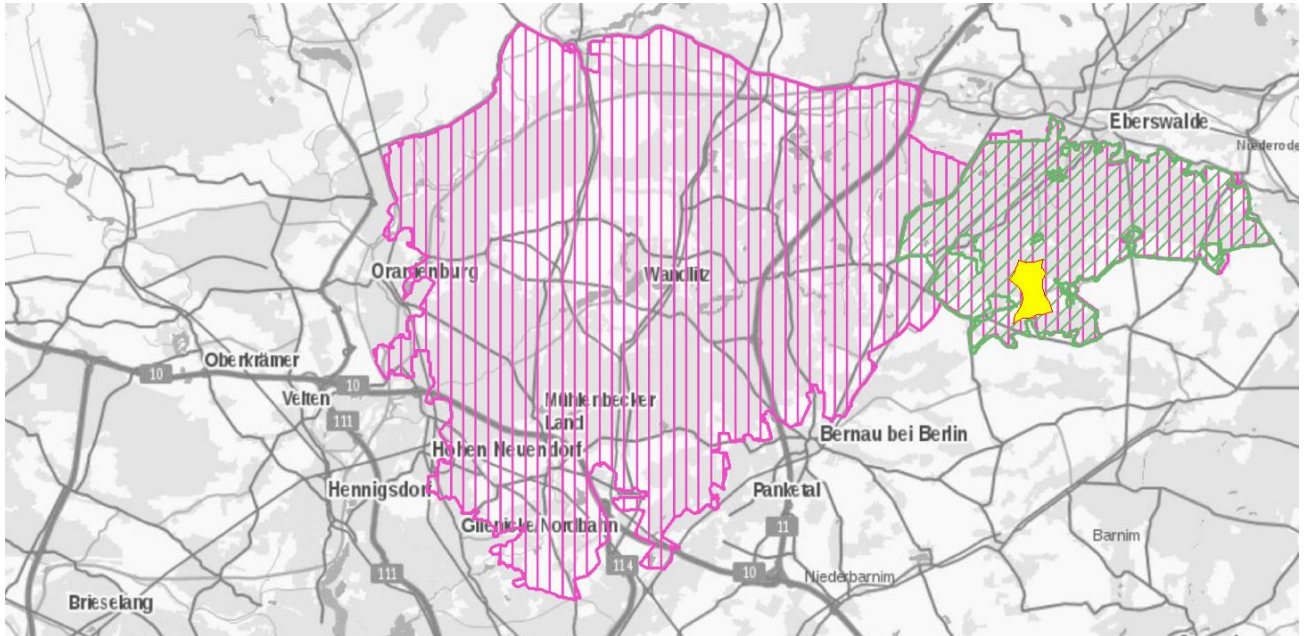 Eberswalde
Niederode
Oranienburg
Wandlitz
Oberkrämer
10
10
Velten
111
Mühlenbecker
Land
Bernau bei Berlin
Hohen Neuendorf
Hennigsdorf
Panketal
Glienicke/Nordbahn
11
Barnim
114
10
111
Niederbarnim
Brieselang